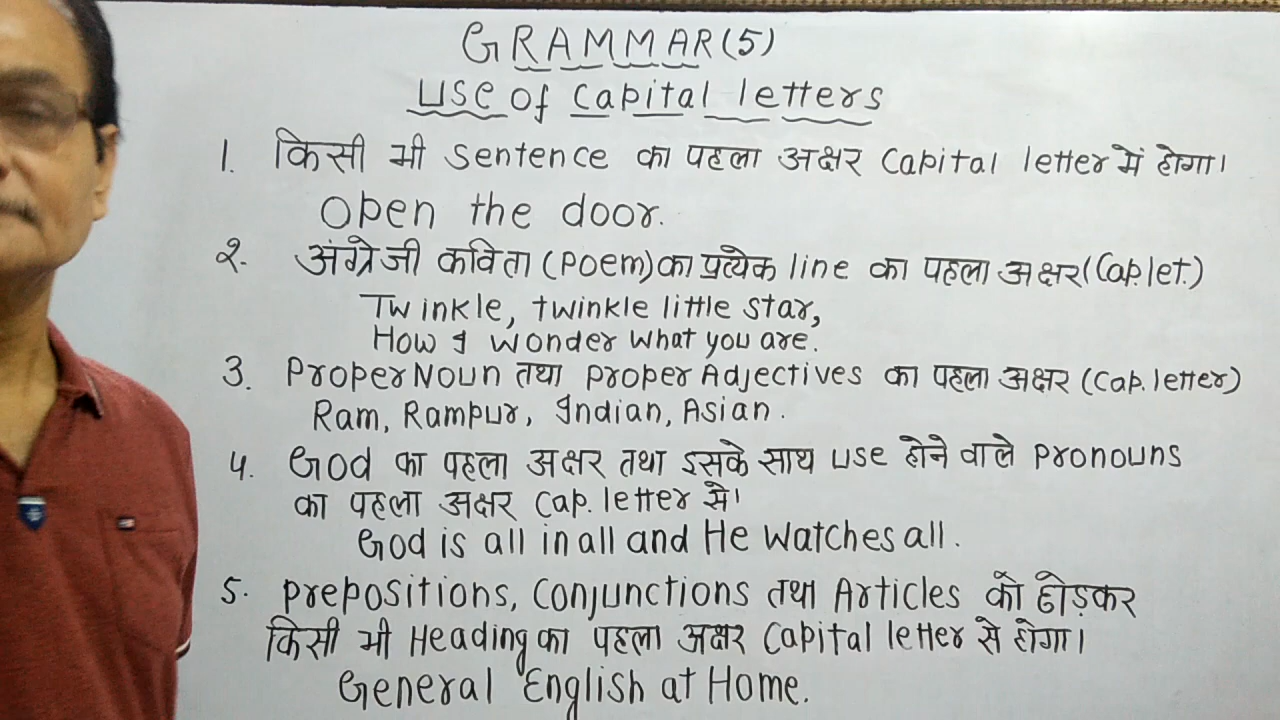 GRAMMAR(5)
Use of Capital letters
1. किसी भी Sentence का पहला अक्षर Capital letter में होगा।
Open the door.
2. अंग्रेजी कविता (Poem) का प्रत्येक line का पहला अक्षर (Cap.let.)
Twinkle, twinkle little star,
How I wonder what you are.
3. Proper Noun तथा Proper Adjectives का पहला अक्षर (Cap. letter)
Ram, Rampur, Indian, Asian.
4. God का पहला अक्षर तथा इसके साथ use होने वाले Pronouns
का पहला अक्षर Cap. letter से।
God is all in all and He watches all.
5. Prepositions, Conjunctions तथा Articles को छोड़कर
किसी भी Heading का पहला अक्षर Capital letter से होगा।
General English at Home.